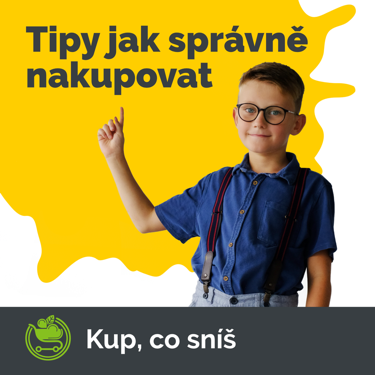 Tipy jak správně
nakupovat
Kup, co sníš